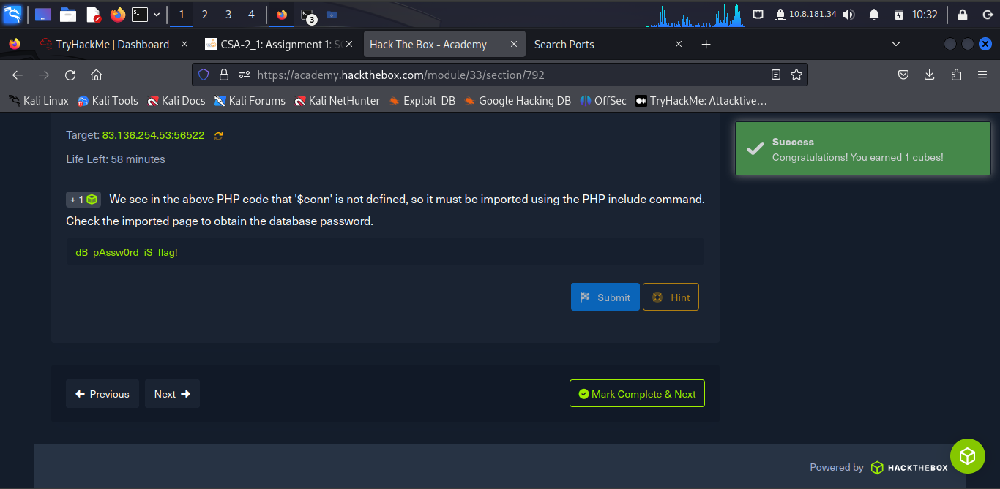 1 2 3 4 3 10.8.181.34 10:32
TryHackMe | Dashboard CSA-2_1: Assignment 1: S Hack The Box - Academy Search Ports
https://academy.hackthebox.com/module/33/section/792
Kali Linux Kali Tools Kali Docs Kali Forums Kali NetHunter Exploit-DB Google Hacking DB OffSec TryHackMe: Attacktive…
Target: 83.136.254.53:56522
Life Left: 58 minutes
Success
Congratulations! You earned 1 cubes!
+ 1 We see in the above PHP code that '$conn' is not defined, so it must be imported using the PHP include command.
Check the imported page to obtain the database password.
dB_pAssw0rd_iS_flag!
Submit Hint
Previous Next Mark Complete & Next
Powered by HACKTHEBOX